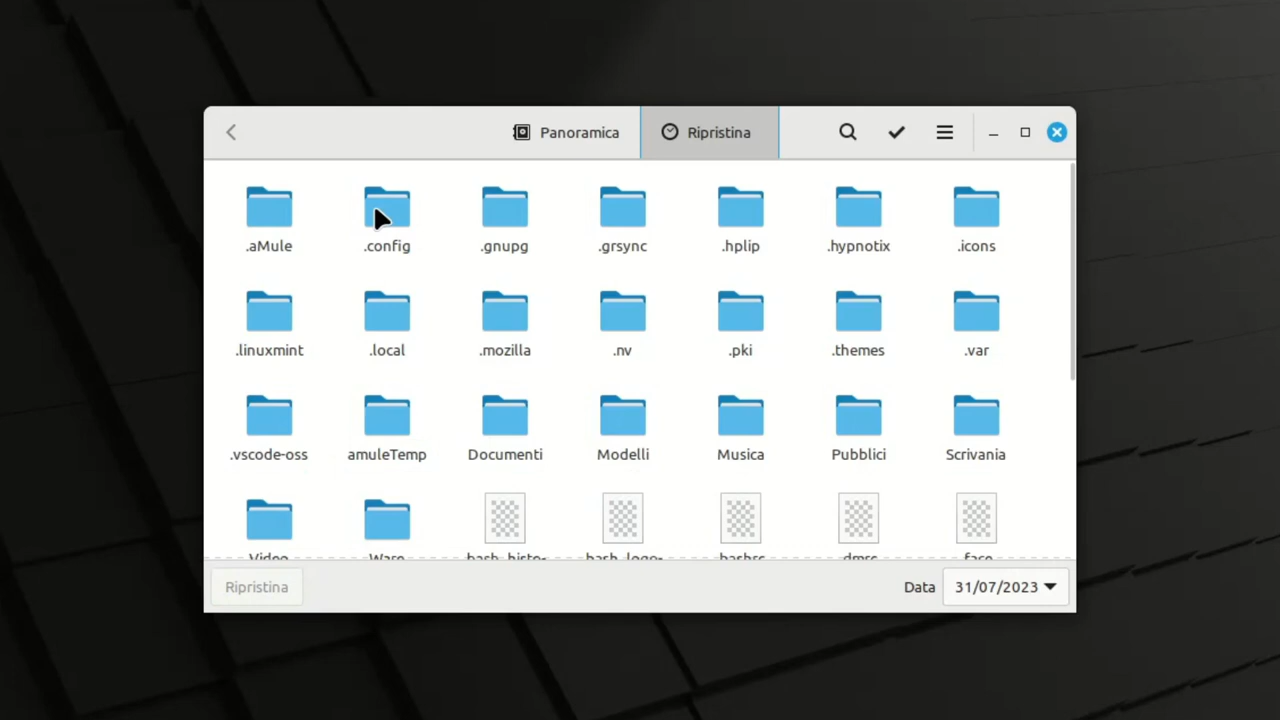 Panoramica Ripristina
.aMule .config .gnupg .grsync .hplip .hypnotix .icons
.linuxmint .local .mozilla .nv .pki .themes .var
.vscode-oss amuleTemp Documenti Modelli Musica Pubblici Scrivania
Video Ware
Ripristina Data 31/07/2023